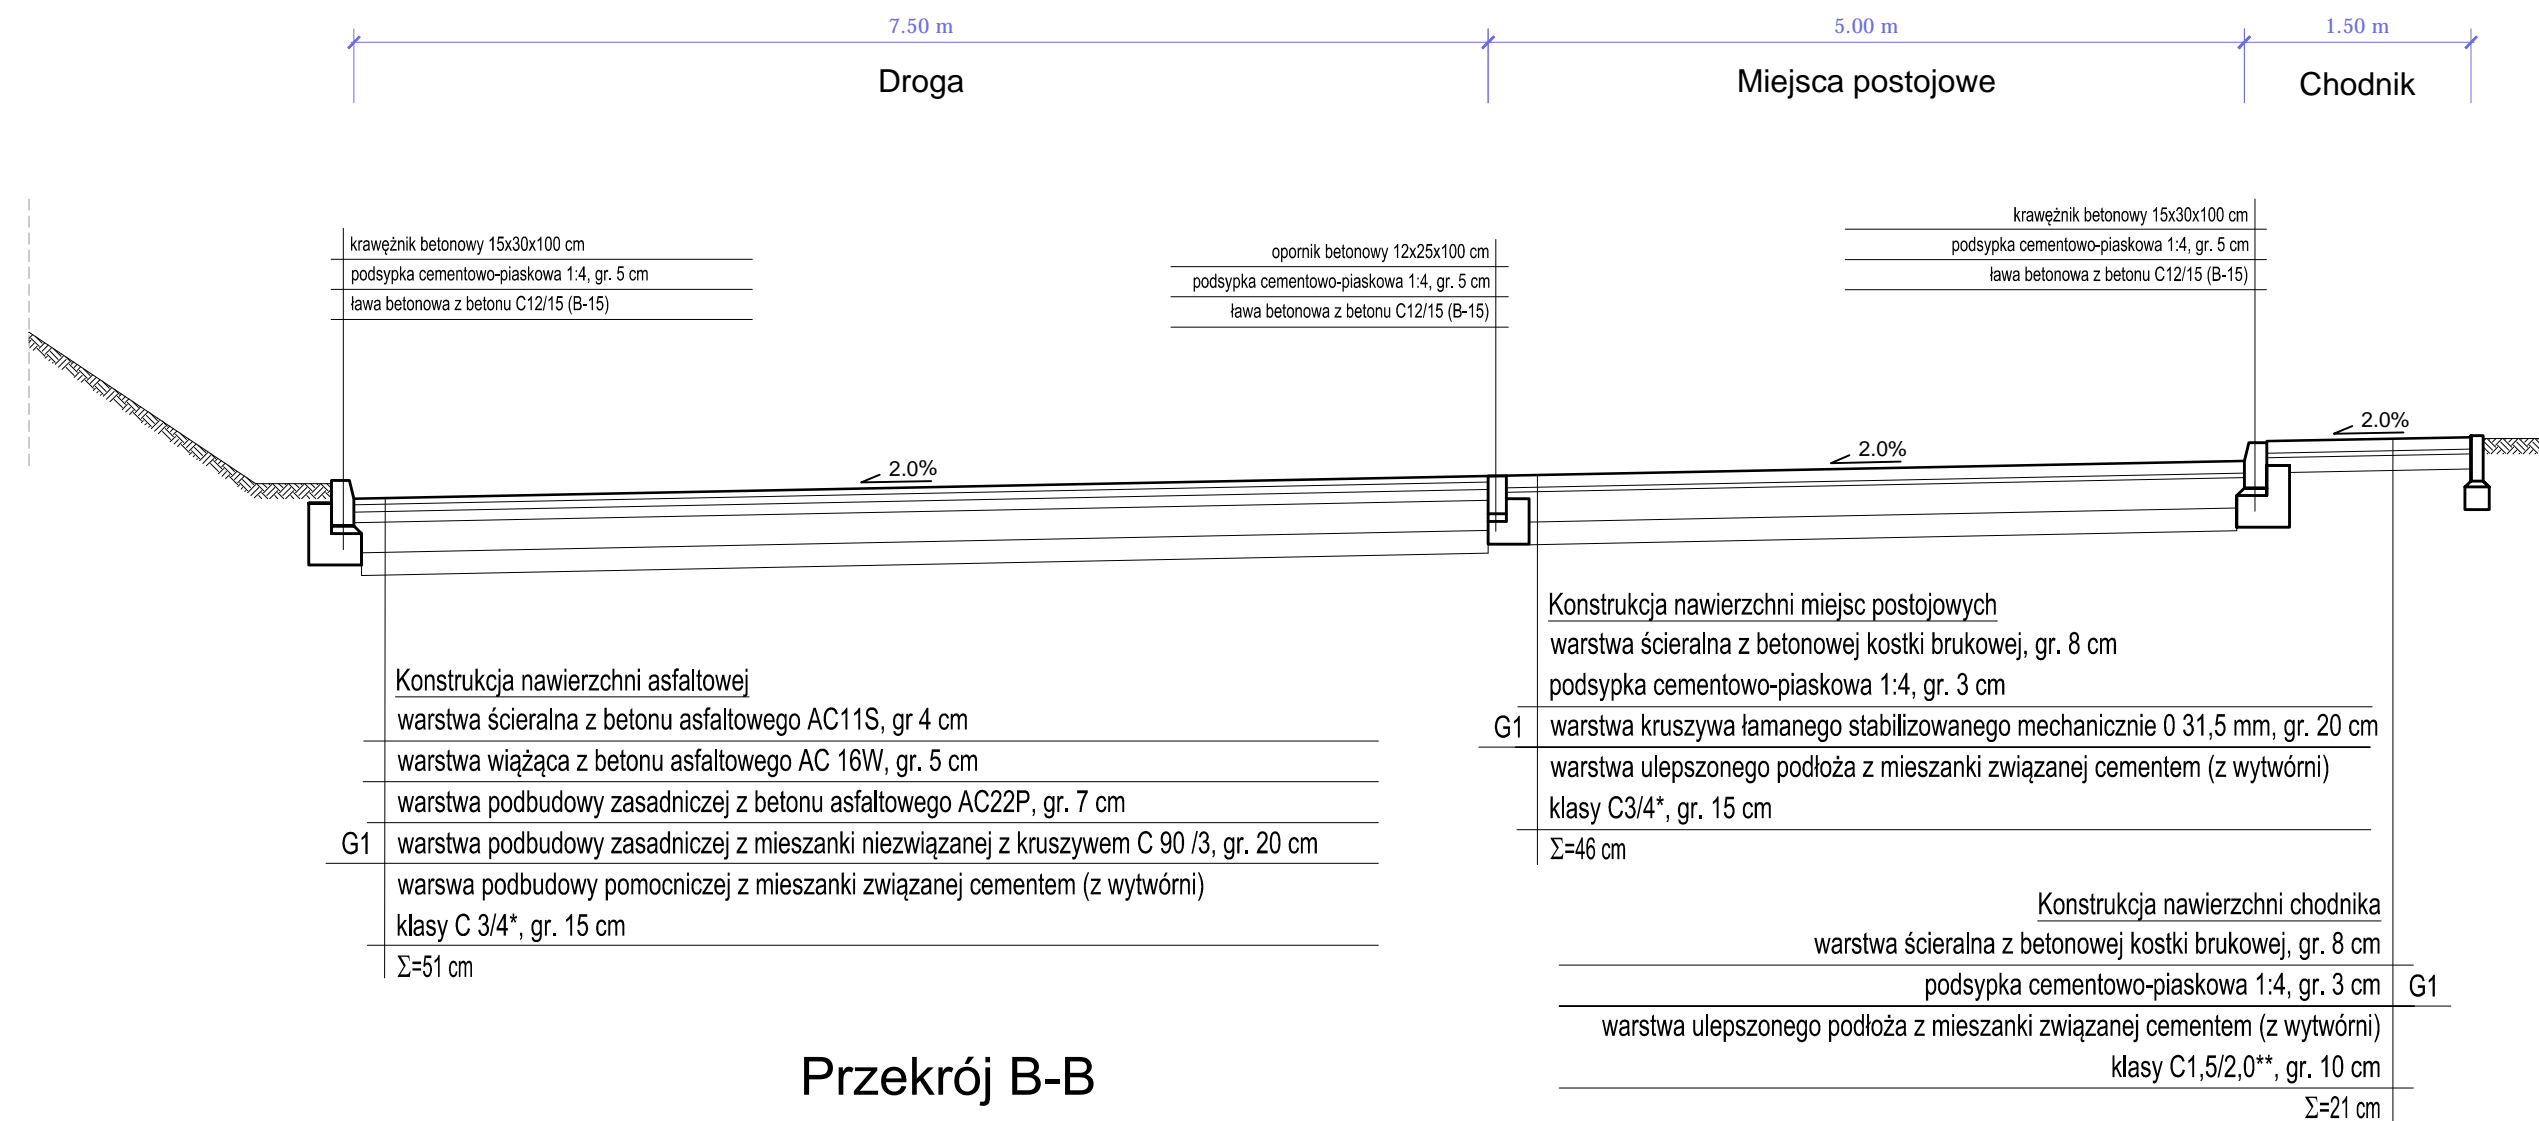 7.50 m
5.00 m
1.50 m
Droga
Miejsca postojowe
Chodnik
krawężnik betonowy 15x30x100 cm
podsypka cementowo-piaskowa 1:4, gr. 5 cm
ława betonowa z betonu C12/15 (B-15)
opornik betonowy 12x25x100 cm
podsypka cementowo-piaskowa 1:4, gr. 5 cm
ława betonowa z betonu C12/15 (B-15)
krawężnik betonowy 15x30x100 cm
podsypka cementowo-piaskowa 1:4, gr. 5 cm
ława betonowa z betonu C12/15 (B-15)
2.0%
2.0%
2.0%
Konstrukcja nawierzchni asfaltowej
warstwa ścieralna z betonu asfaltowego AC11S, gr 4 cm
warstwa wiążąca z betonu asfaltowego AC 16W, gr. 5 cm
warstwa podbudowy zasadniczej z betonu asfaltowego AC22P, gr. 7 cm
G1 warstwa podbudowy zasadniczej z mieszanki niezwiązanej z kruszywem C 90 /3, gr. 20 cm
warswa podbudowy pomocniczej z mieszanki związanej cementem (z wytwórni)
klasy C 3/4*, gr. 15 cm
Σ=51 cm
Konstrukcja nawierzchni miejsc postojowych
warstwa ścieralna z betonowej kostki brukowej, gr. 8 cm
podsypka cementowo-piaskowa 1:4, gr. 3 cm
G1 warstwa kruszywa łamanego stabilizowanego mechanicznie 0 31,5 mm, gr. 20 cm
warstwa ulepszonego podłoża z mieszanki związanej cementem (z wytwórni)
klasy C3/4*, gr. 15 cm
Σ=46 cm
Konstrukcja nawierzchni chodnika
warstwa ścieralna z betonowej kostki brukowej, gr. 8 cm
podsypka cementowo-piaskowa 1:4, gr. 3 cm G1
warstwa ulepszonego podłoża z mieszanki związanej cementem (z wytwórni)
klasy C1,5/2,0**, gr. 10 cm
Σ=21 cm
Przekrój B-B